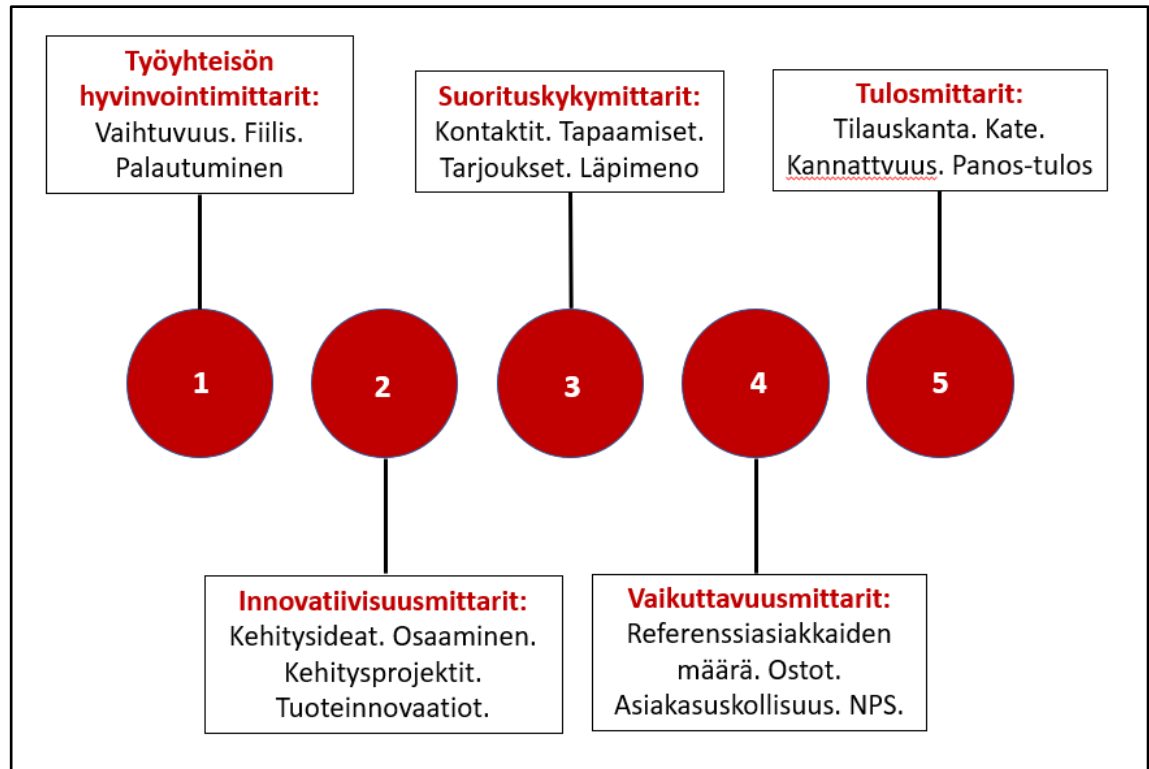 Työyhteisön
hyvinvointimittarit:
Vaihtuvuus. Fiilis.
Palautuminen
Suorituskykymittarit:
Kontaktit. Tapaamiset.
Tarjoukset. Läpimeno
Tulosmittarit:
Tilauskanta. Kate.
Kannattvuus. Panos-tulos
1
2
3
4
5
Innovatiivisuusmittarit:
Kehitysideat. Osaaminen.
Kehitysprojektit.
Tuoteinnovaatiot.
Vaikuttavuusmittarit:
Referenssiasiakkaiden
määrä. Ostot.
Asiakasuskollisuus. NPS.